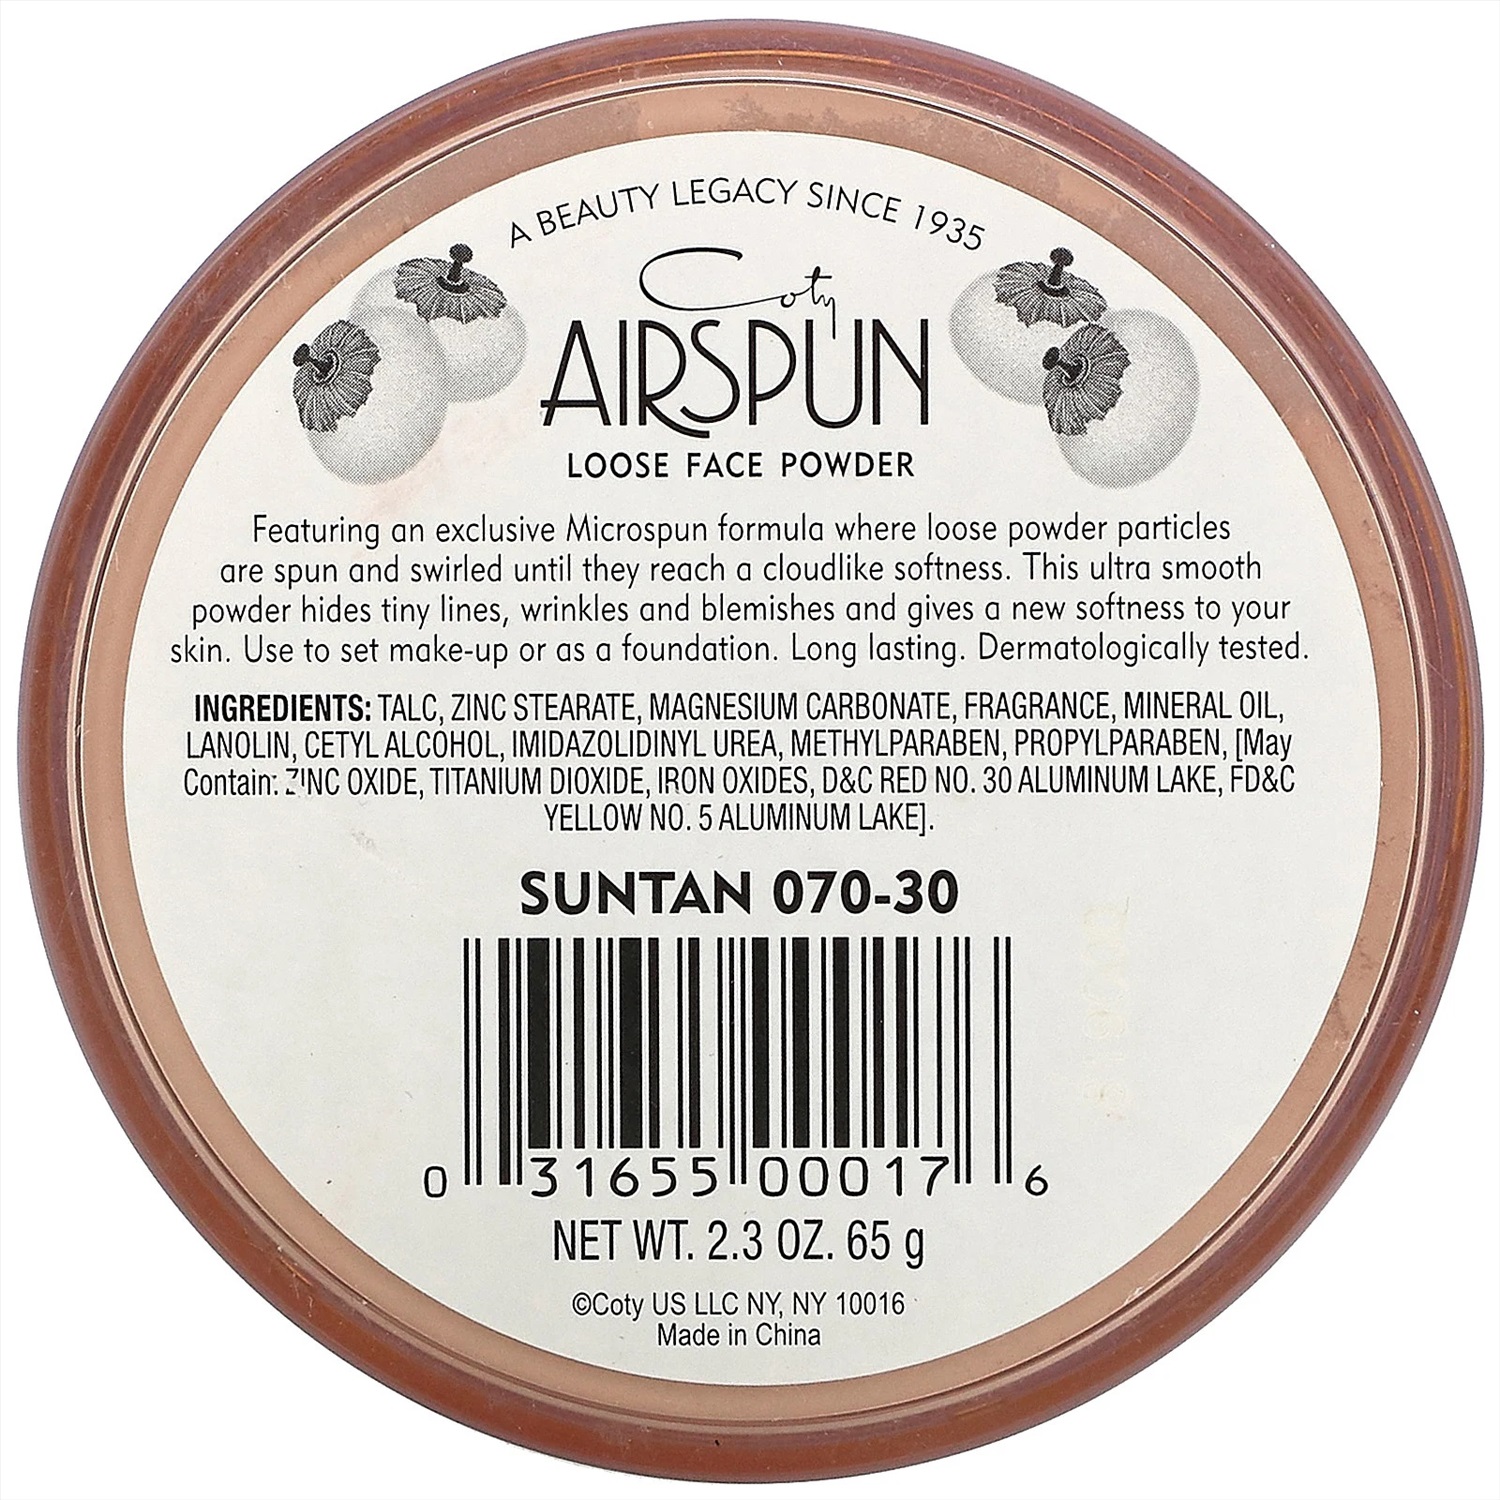 A BEAUTY LEGACY SINCE 1935
Coty
AIRSPUN
LOOSE FACE POWDER
Featuring an exclusive Microspun formula where loose powder particles
are spun and swirled until they reach a cloudlike softness. This ultra smooth
powder hides tiny lines, wrinkles and blemishes and gives a new softness to your
skin. Use to set make-up or as a foundation. Long lasting. Dermatologically tested.
INGREDIENTS: TALC, ZINC STEARATE, MAGNESIUM CARBONATE, FRAGRANCE, MINERAL OIL,
LANOLIN, CETYL ALCOHOL, IMIDAZOLIDINYL UREA, METHYLPARABEN, PROPYLPARABEN, [May
Contain: ZINC OXIDE, TITANIUM DIOXIDE, IRON OXIDES, D&C RED NO. 30 ALUMINUM LAKE, FD&C
YELLOW NO. 5 ALUMINUM LAKE].
SUNTAN 070-30
0 31655 00017 6
NET WT. 2.3 OZ. 65 g
©Coty US LLC NY, NY 10016
Made in China